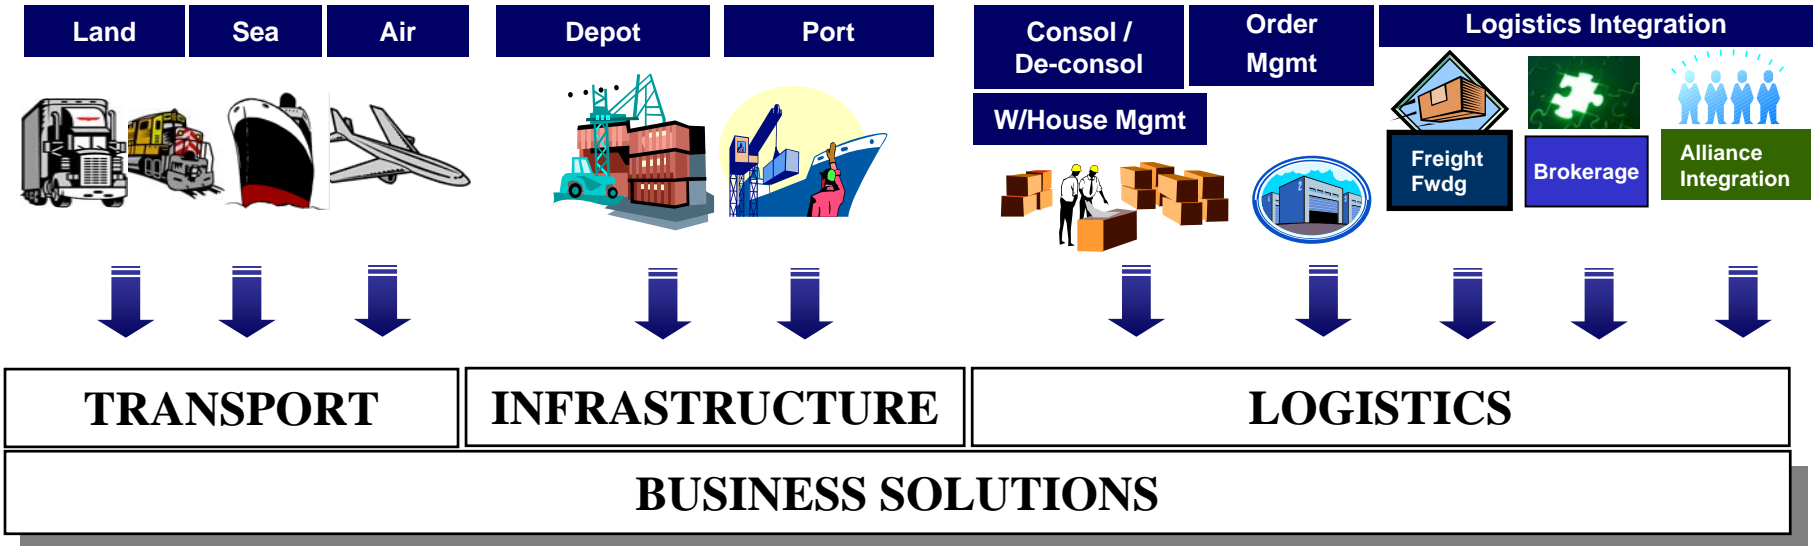 Land
Sea
Air
Depot
Port
Consol /
De-consol
W/House Mgmt
Order
Mgmt
Logistics Integration
Freight
Fwdg
Brokerage
Alliance
Integration
TRANSPORT
INFRASTRUCTURE
LOGISTICS
BUSINESS SOLUTIONS